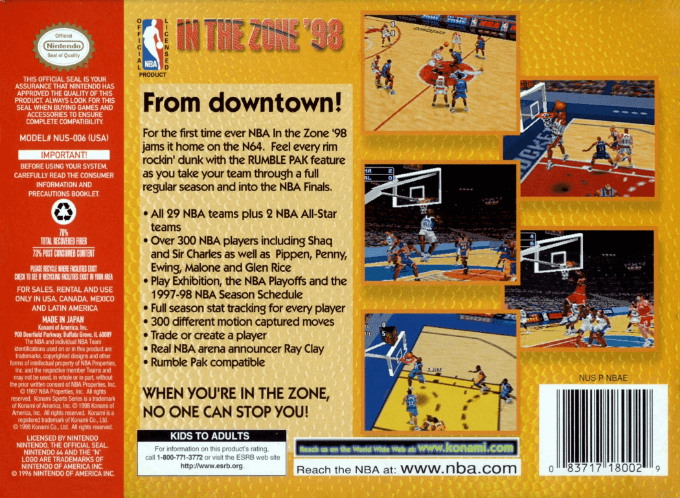 Official
Nintendo
Seal of Quality
THIS OFFICIAL SEAL IS YOUR
ASSURANCE THAT NINTENDO HAS
APPROVED THE QUALITY OF THIS
PRODUCT. ALWAYS LOOK FOR THIS
SEAL WHEN BUYING GAMES AND
ACCESSORIES TO ENSURE
COMPLETE COMPATIBILITY.
MODEL# NUS-006 (USA)
IMPORTANT!
BEFORE USING YOUR SYSTEM,
CAREFULLY READ THE CONSUMER
INFORMATION AND
PRECAUTIONS BOOKLET.
70%
TOTAL RECOVERED FIBER
75% POST CONSUMER CONTENT
PLEASE RECYCLE WHERE FACILITIES EXIST
CHECK TO SEE IF RECYCLING FACILITIES EXIST IN YOUR AREA
FOR SALES, RENTAL AND USE
ONLY IN USA, CANADA, MEXICO
AND LATIN AMERICA
MADE IN JAPAN
Konami of America, Inc.
900 Deerfield Parkway, Buffalo Grove, IL 60089
The NBA and individual NBA Team
identifications used on or in this product are
trademarks, copyrighted designs and other
forms of intellectual property of NBA Properties,
Inc. and the respective member Teams and
may not be used, in whole or in part, without
the prior written consent of NBA Properties, Inc.
© 1997 NBA Properties, Inc. All rights
reserved. Konami Sports Series is a trademark
of Konami of America, Inc. © 1998 Konami of
America, Inc. All rights reserved. Konami is a
registered trademark of Konami Co., Ltd.
© 1998 Konami Co., Ltd. All rights reserved.
LICENSED BY NINTENDO
NINTENDO, THE OFFICIAL SEAL,
NINTENDO 64 AND THE "N"
LOGO ARE TRADEMARKS OF
NINTENDO OF AMERICA INC.
© 1996 NINTENDO OF AMERICA INC.
OFFICIAL
NBA
LICENSED
PRODUCT
IN THE ZONE '98
From downtown!
For the first time ever NBA In the Zone '98
jams it home on the N64. Feel every rim
rockin' dunk with the RUMBLE PAK feature
as you take your team through a full
regular season and into the NBA Finals.
• All 29 NBA teams plus 2 NBA All-Star
teams
• Over 300 NBA players including Shaq
and Sir Charles as well as Pippen, Penny,
Ewing, Malone and Glen Rice
• Play Exhibition, the NBA Playoffs and the
1997-98 NBA Season Schedule
• Full season stat tracking for every player
• 300 different motion captured moves
• Trade or create a player
• Real NBA arena announcer Ray Clay
• Rumble Pak compatible
WHEN YOU'RE IN THE ZONE,
NO ONE CAN STOP YOU!
KIDS TO ADULTS
For information on this product's rating,
call 1-800-771-3772 or visit the ESRB web site
http://www.esrb.org.
Reach us on the World Wide Web at: www.konami.com
Reach the NBA at: www.nba.com
NUS P NBAE
0 83717 18002 9